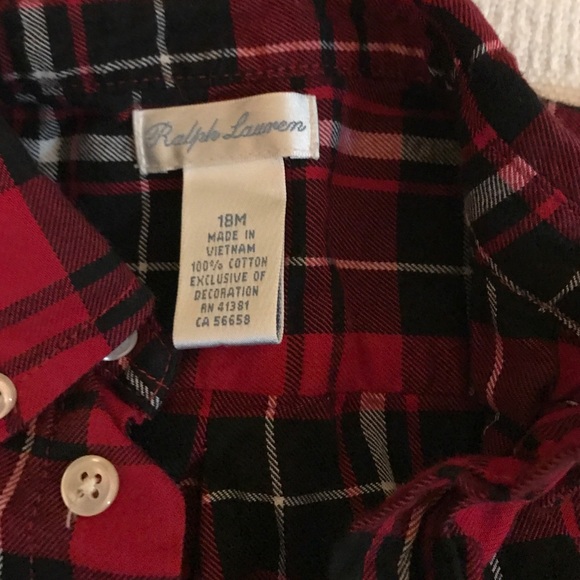 Ralph Lauren
18M
MADE IN
VIETNAM
100% COTTON
EXCLUSIVE OF
DECORATION
RN 41381
CA 56658